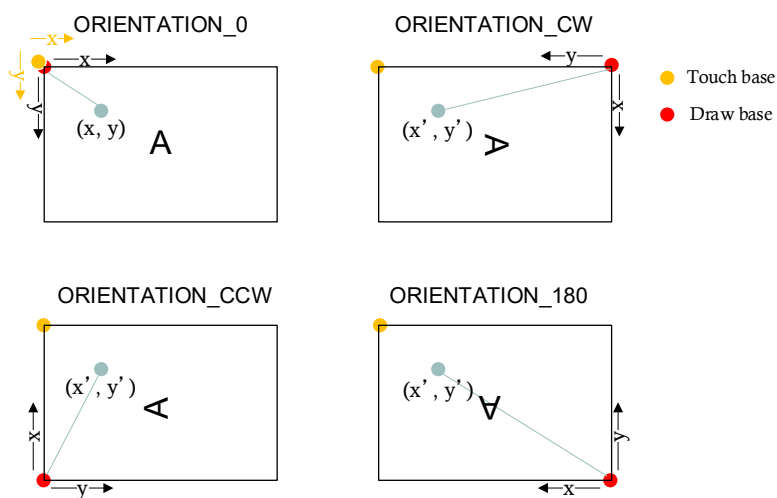 ORIENTATION_0
x
x
y
y
(x, y)
A
ORIENTATION_CW
y
x
(x', y')
A
Touch base
Draw base
ORIENTATION_CCW
(x', y')
A
x
y
ORIENTATION_180
(x', y')
A
y
x